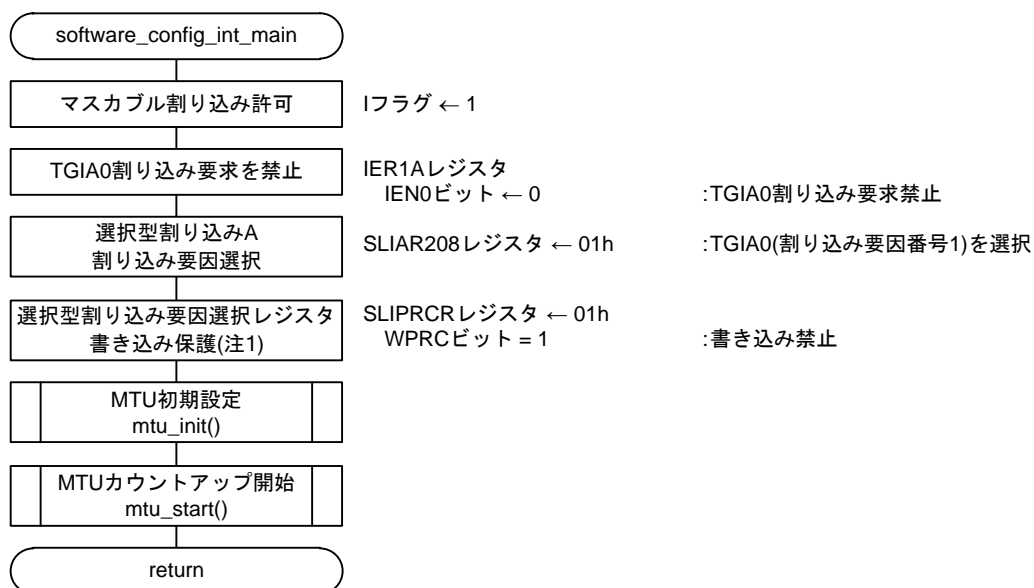 software_config_int_main
マスカブル割り込み許可
Iフラグ ← 1
TGIA0割り込み要求を禁止
IER1Aレジスタ
IEN0ビット ← 0 :TGIA0割り込み要求禁止
選択型割り込みA
割り込み要因選択
SLIAR208レジスタ ← 01h :TGIA0(割り込み要因番号1)を選択
選択型割り込み要因選択レジスタ
書き込み保護(注1)
SLIPRCRレジスタ ← 01h
WPRCビット = 1 :書き込み禁止
MTU初期設定
mtu_init()
MTUカウントアップ開始
mtu_start()
return